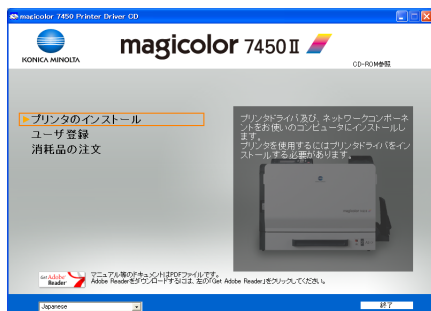 magicolor 7450 Printer Driver CD
KONICA MINOLTA
magicolor 7450 II
CD-ROM参照
プリンタのインストール
ユーザ登録
消耗品の注文
プリンタドライバ及び、ネットワークコンポーネ
ントをお使いのコンピュータにインストールし
ます。
プリンタを使用するにはプリンタドライバをイン
ストールする必要があります。
Get Adobe Reader
マニュアル等のドキュメントはPDFファイルです。
Adobe Readerをダウンロードするには、左の「Get Adobe Reader」をクリックしてください。
Japanese
終了